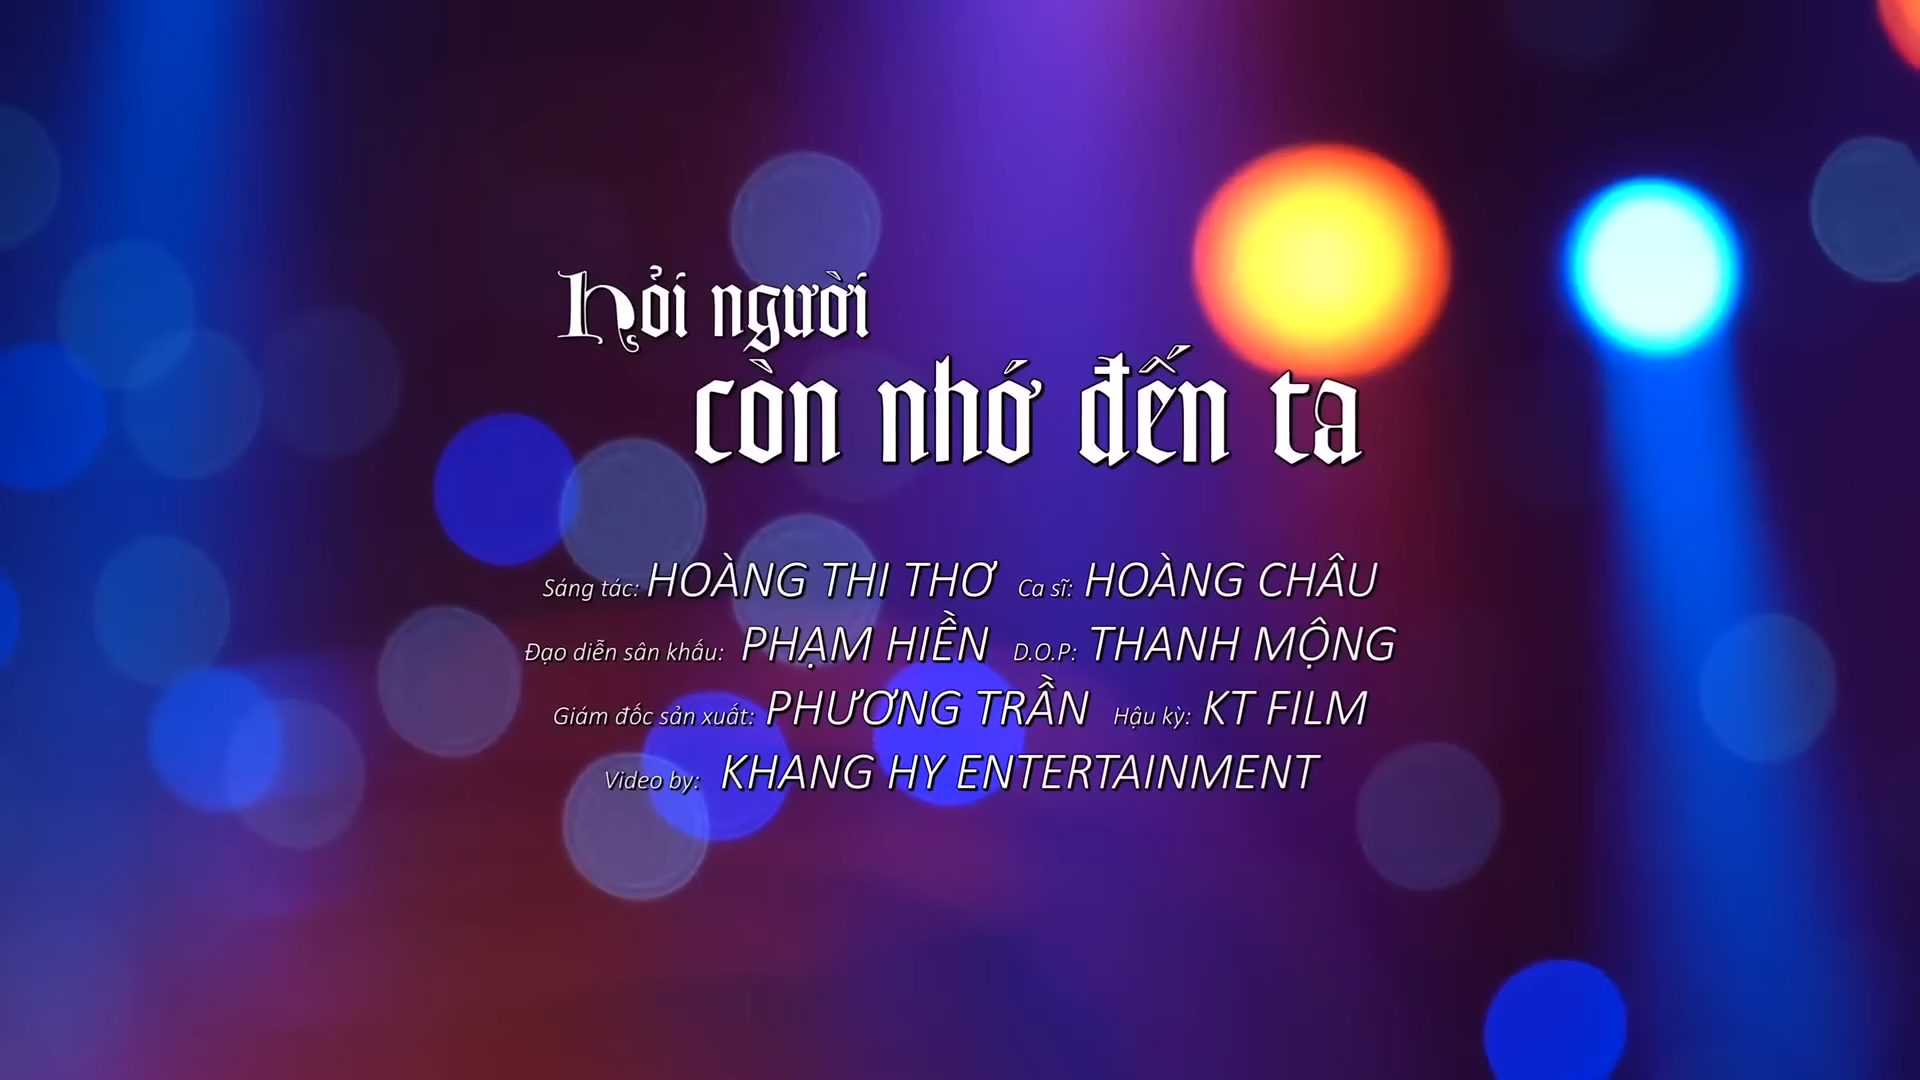 Hỏi người
còn nhớ đến ta
Sáng tác: HOÀNG THI THƠ Ca sĩ: HOÀNG CHÂU
Đạo diễn sân khấu: PHẠM HIỀN D.O.P: THANH MỘNG
Giám đốc sản xuất: PHƯƠNG TRẦN Hậu kỳ: KT FILM
Video by: KHANG HY ENTERTAINMENT